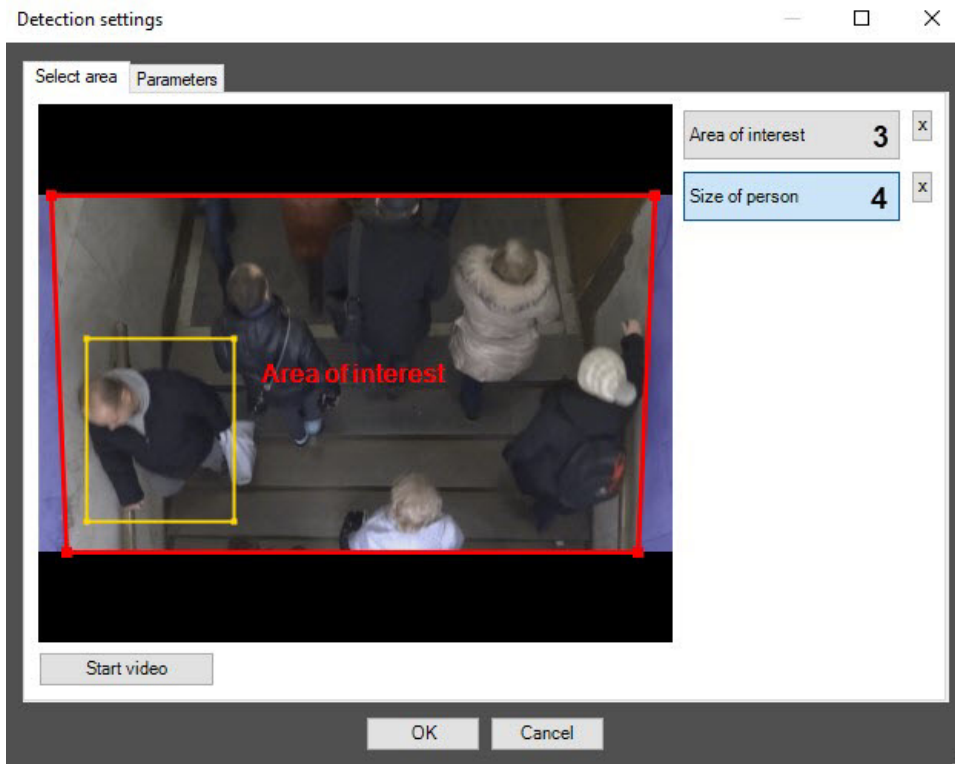 Detection settings
Select area
Parameters
Area of interest 3
x
Size of person 4
x
Area of interest
Start video
OK
Cancel